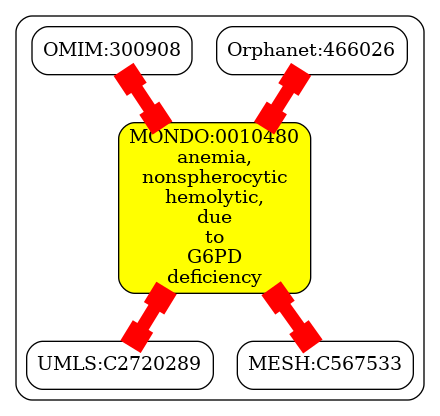 OMIM:300908
Orphanet:466026
MONDO:0010480
anemia,
nonspherocytic
hemolytic,
due
to
G6PD
deficiency
UMLS:C2720289
MESH:C567533